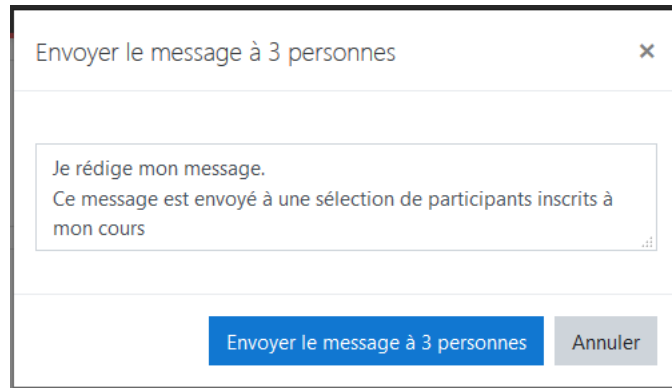 Envoyer le message à 3 personnes
×
Je rédige mon message.
Ce message est envoyé à une sélection de participants inscrits à
mon cours
Envoyer le message à 3 personnes
Annuler